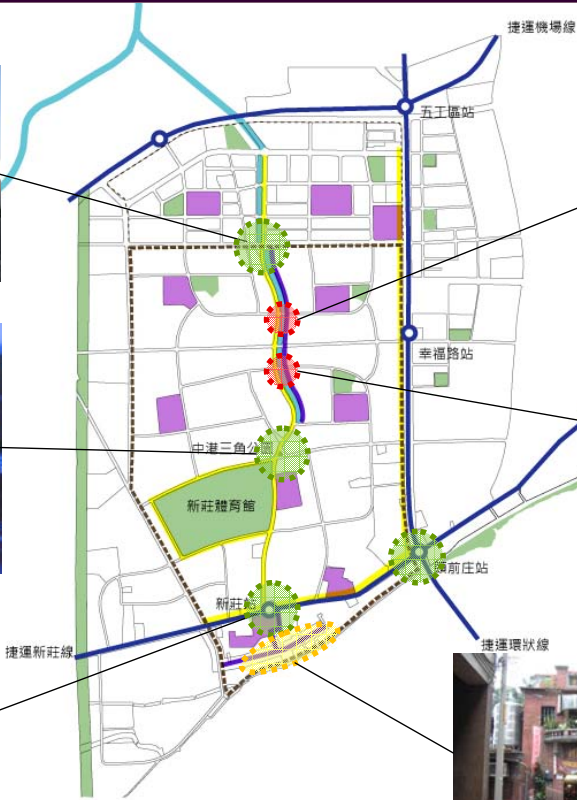 捷運機場線
五工區站
幸福路站
中港三角公園
新莊體育館
頭前庄站
新莊站
捷運新莊線
捷運環狀線